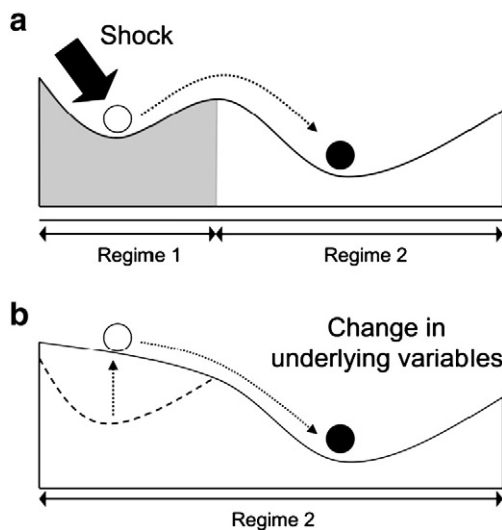 a
Shock
Regime 1
Regime 2
b
Change in
underlying variables
Regime 2